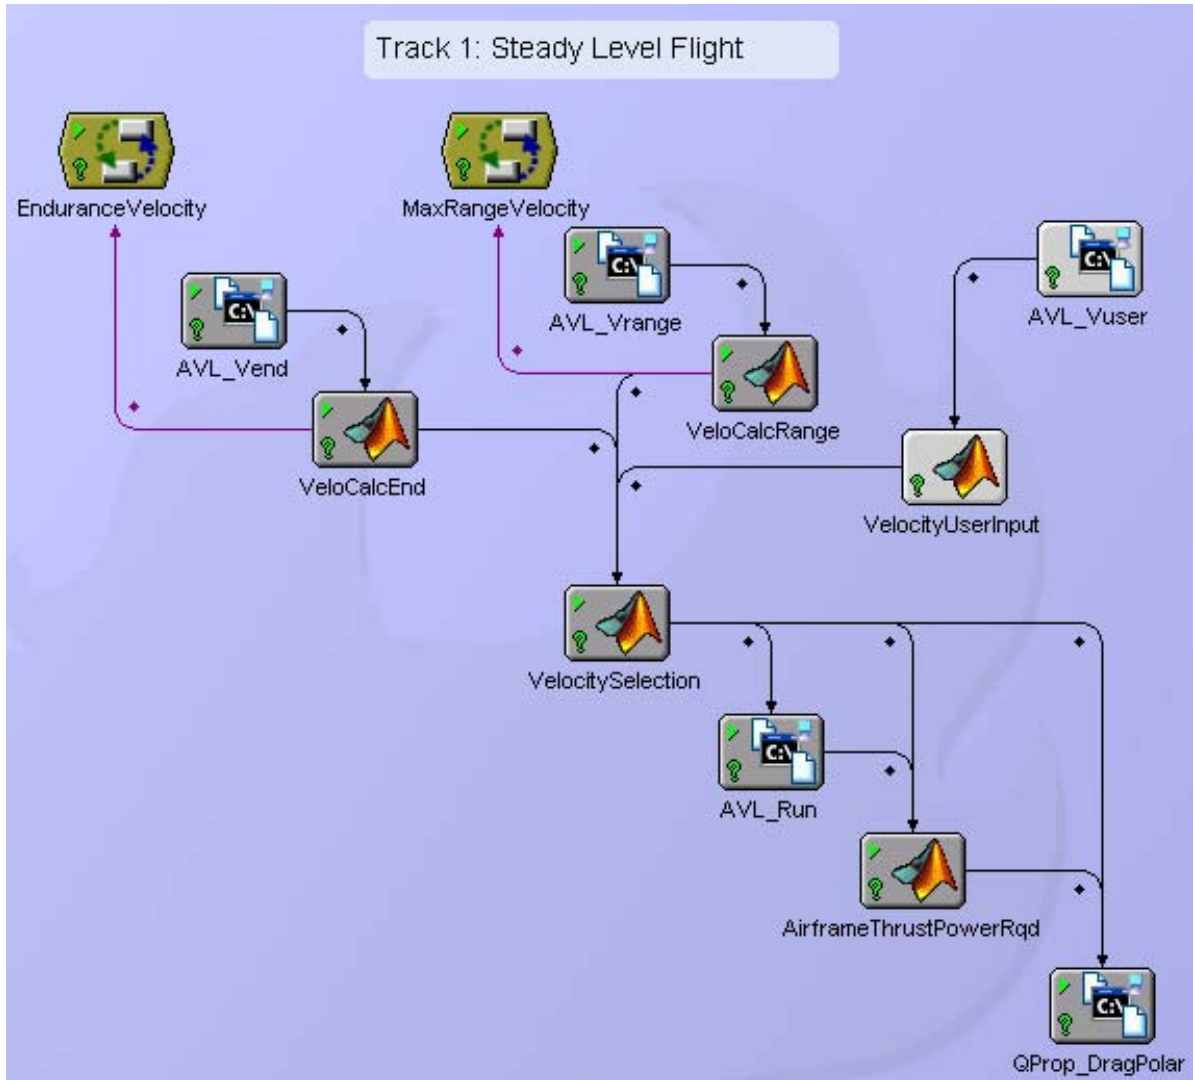 Track 1: Steady Level Flight
EnduranceVelocity
MaxRangeVelocity
C:\
AVL_Vend
C:\
AVL_Vrange
C:\
AVL_Vuser
VeloCalcEnd
VeloCalcRange
VelocityUserInput
VelocitySelection
C:\
AVL_Run
AirframeThrustPowerRqd
C:\
QProp_DragPolar